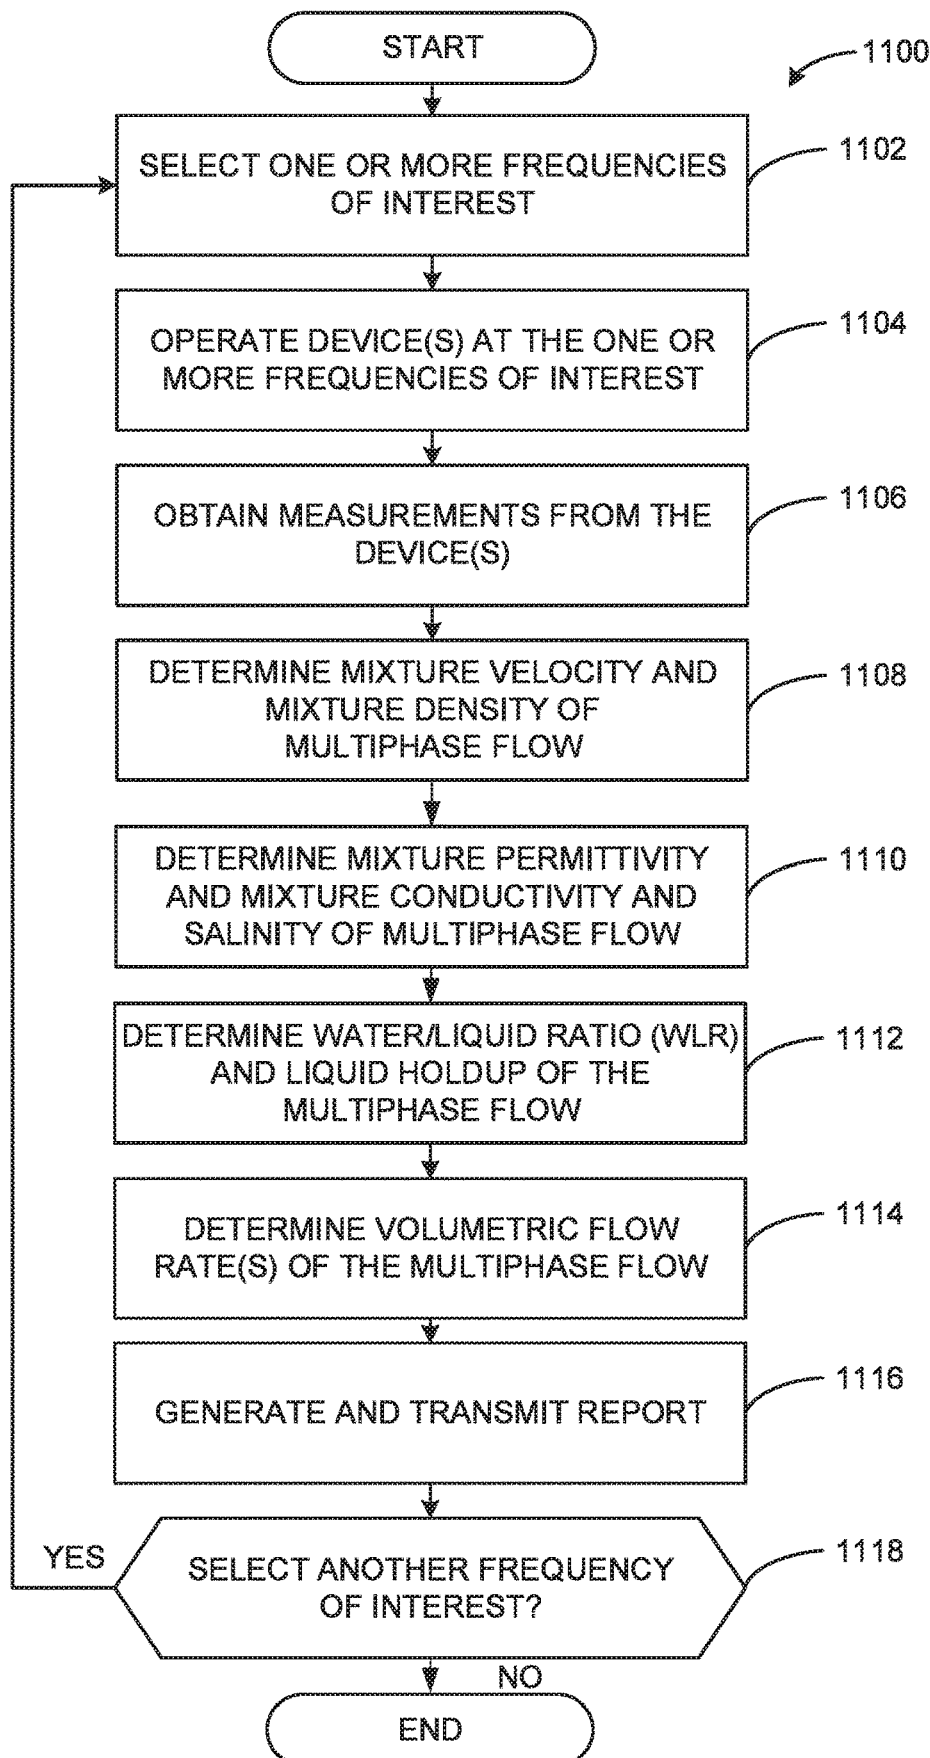 START
1100
SELECT ONE OR MORE FREQUENCIES
OF INTEREST
1102
OPERATE DEVICE(S) AT THE ONE OR
MORE FREQUENCIES OF INTEREST
1104
OBTAIN MEASUREMENTS FROM THE
DEVICE(S)
1106
DETERMINE MIXTURE VELOCITY AND
MIXTURE DENSITY OF
MULTIPHASE FLOW
1108
DETERMINE MIXTURE PERMITTIVITY
AND MIXTURE CONDUCTIVITY AND
SALINITY OF MULTIPHASE FLOW
1110
DETERMINE WATER/LIQUID RATIO (WLR)
AND LIQUID HOLDUP OF THE
MULTIPHASE FLOW
1112
DETERMINE VOLUMETRIC FLOW
RATE(S) OF THE MULTIPHASE FLOW
1114
GENERATE AND TRANSMIT REPORT
1116
YES
SELECT ANOTHER FREQUENCY
OF INTEREST?
1118
NO
END